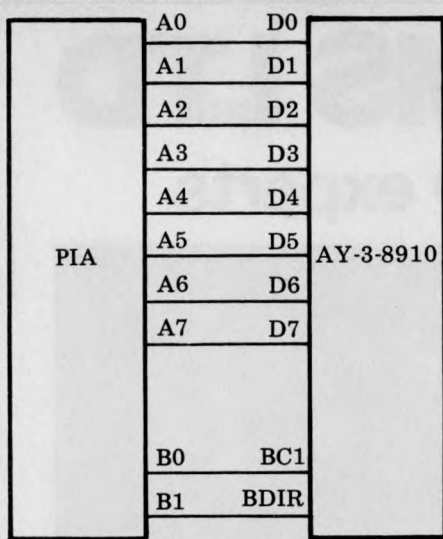 A0 D0
A1 D1
A2 D2
A3 D3
A4 D4
A5 D5
PIA AY-3-8910
A6 D6
A7 D7
B0 BC1
B1 BDIR